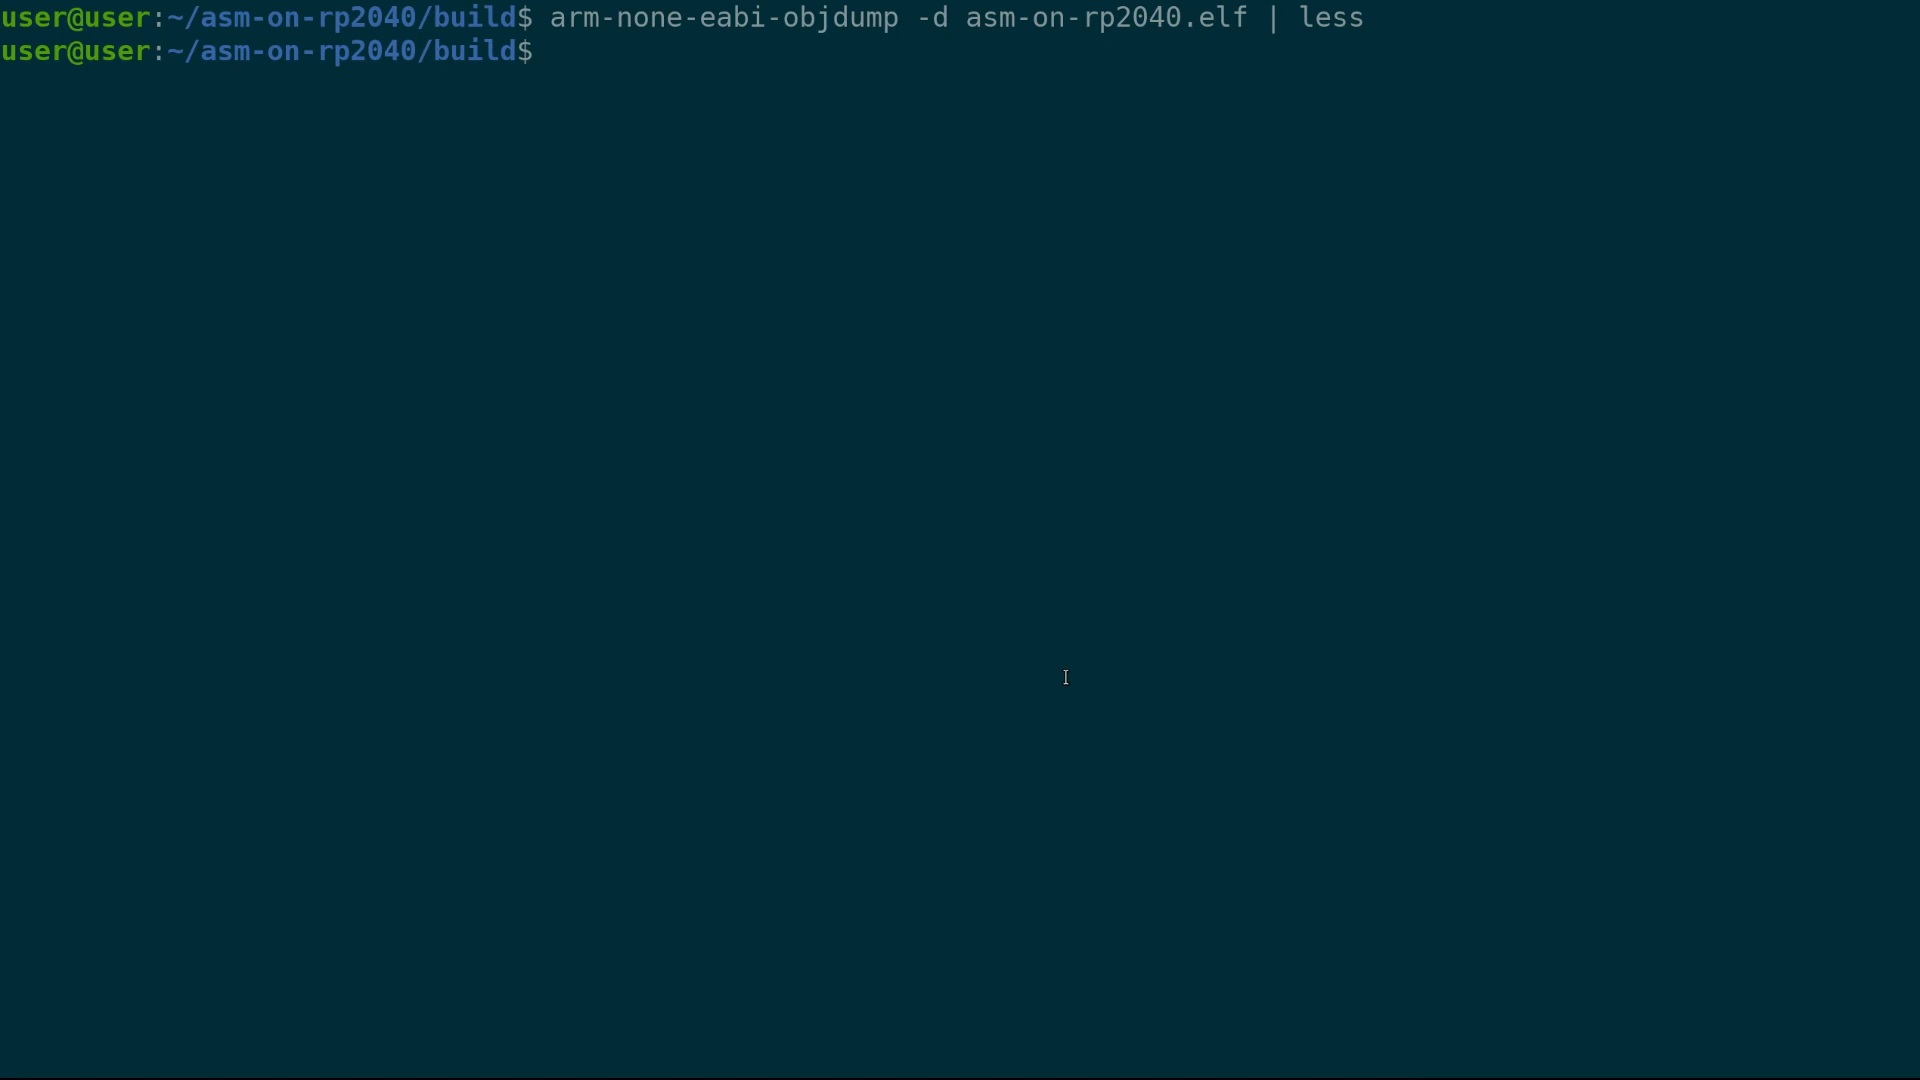 user@user:~/asm-on-rp2040/build$ arm-none-eabi-objdump -d asm-on-rp2040.elf | less
user@user:~/asm-on-rp2040/build$